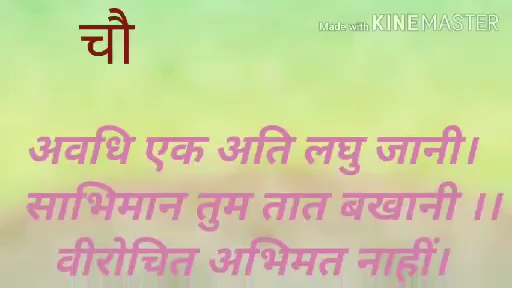 चौ
Made with KINEMASTER
अवधि एक अति लघु जानी।
साभिमान तुम तात बखानी ।।
वीरोचित अभिमत नाहीं।